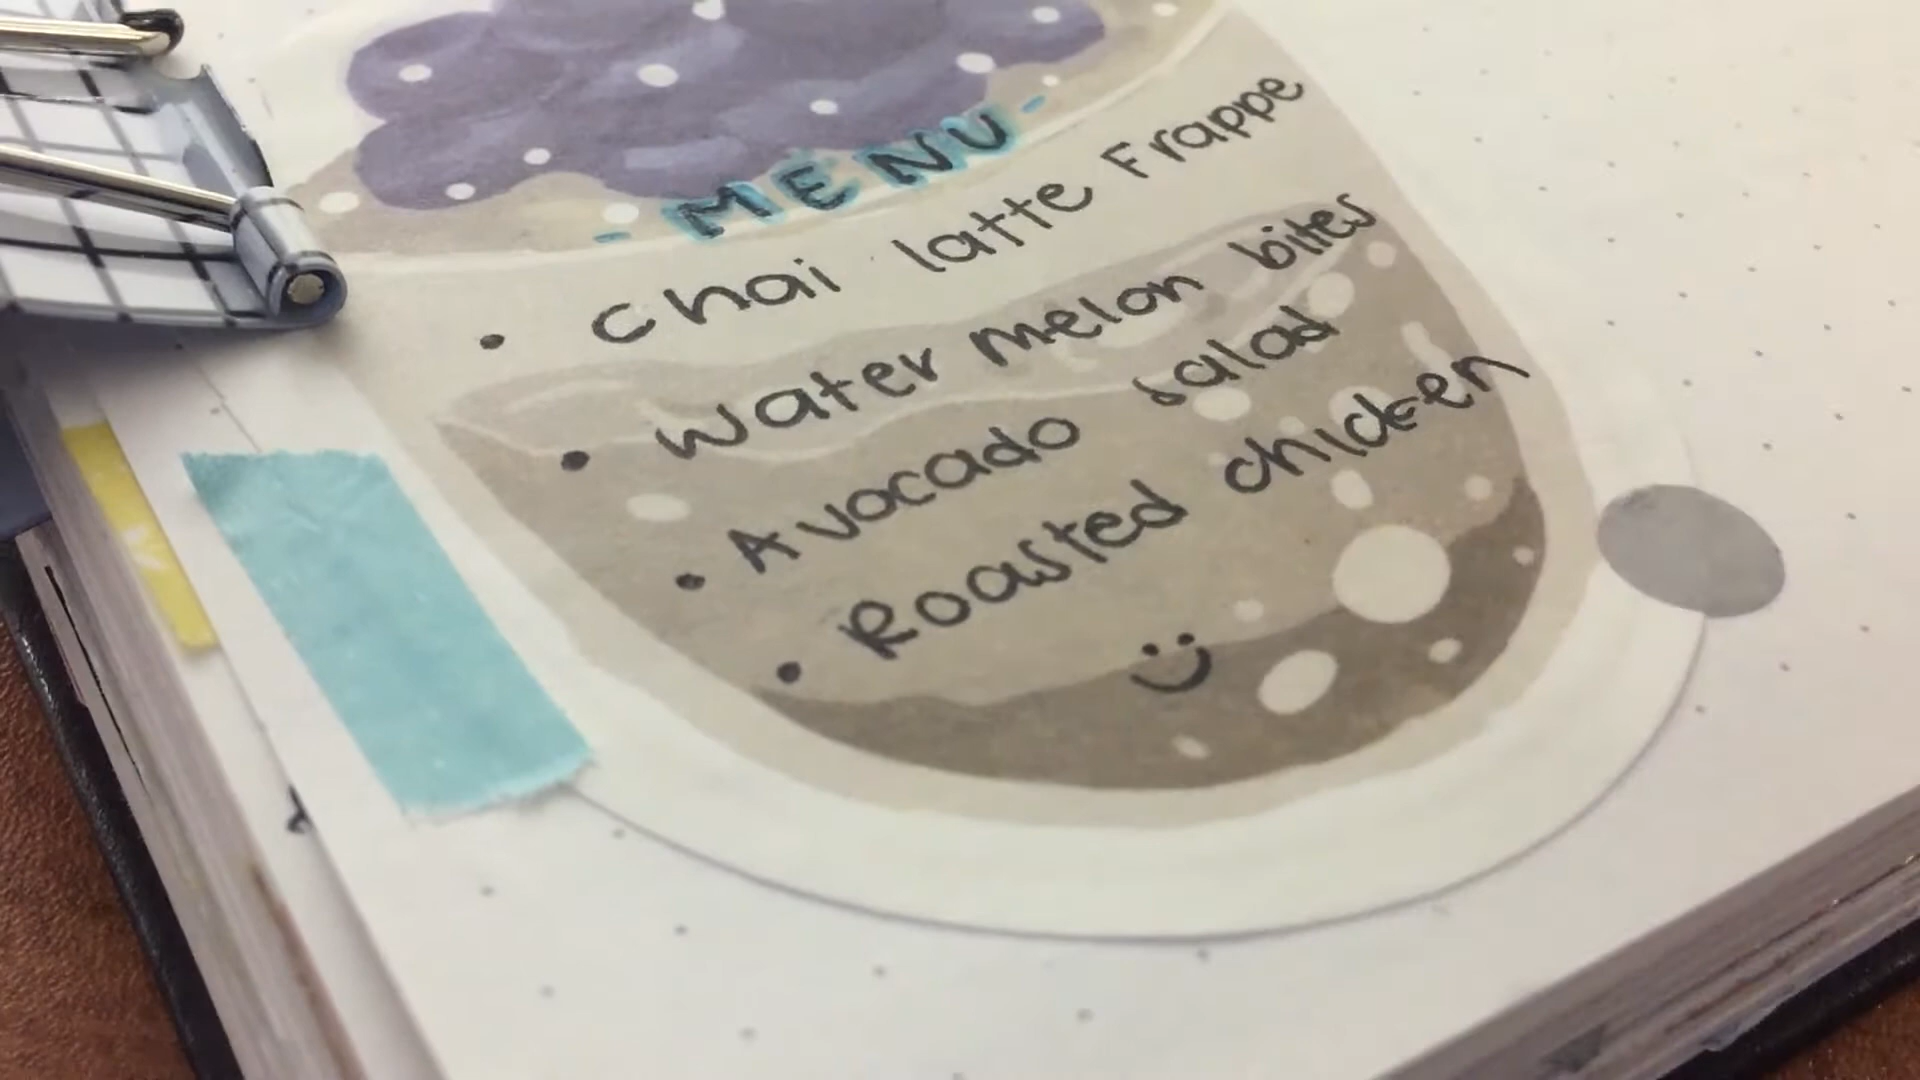 - MENU -
• Chai latte Frappe
• Water melon bites
• Avocado salad
• Roasted chicken